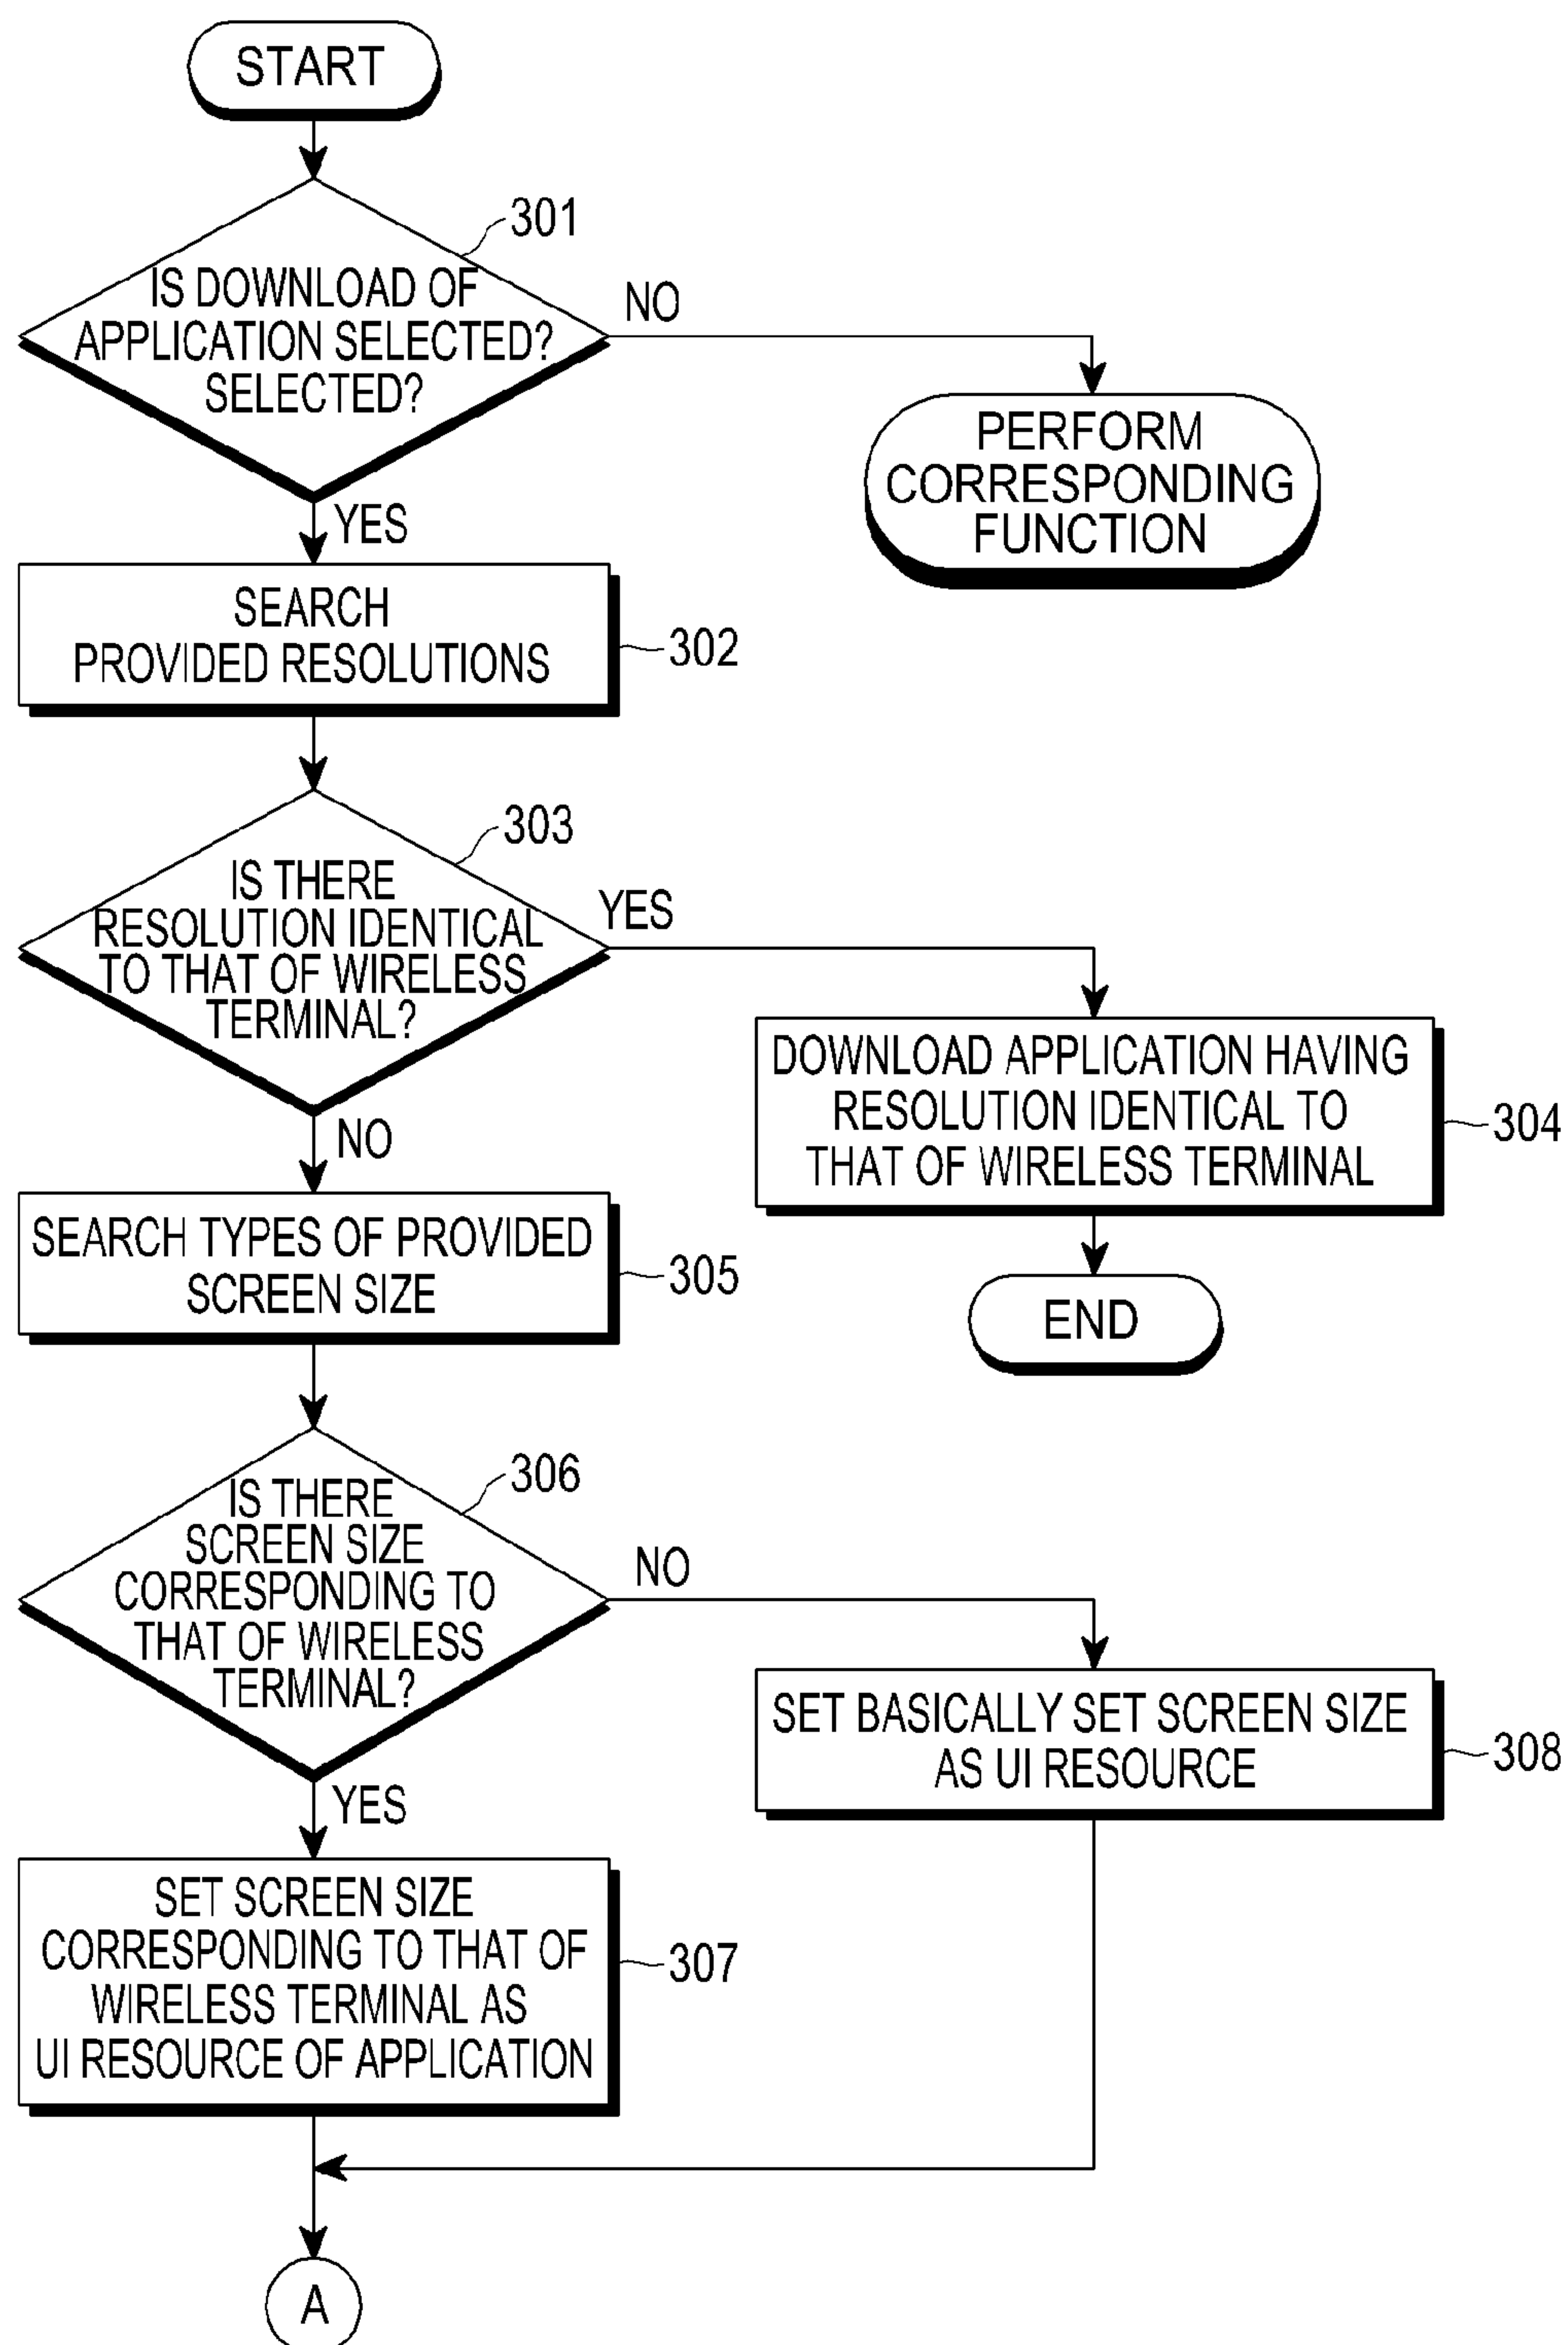 START
301
IS DOWNLOAD OF
APPLICATION SELECTED?
SELECTED?
NO
PERFORM
CORRESPONDING
FUNCTION
YES
SEARCH
PROVIDED RESOLUTIONS
302
303
IS THERE
RESOLUTION IDENTICAL
TO THAT OF WIRELESS
TERMINAL?
YES
DOWNLOAD APPLICATION HAVING
RESOLUTION IDENTICAL TO
THAT OF WIRELESS TERMINAL
304
END
NO
SEARCH TYPES OF PROVIDED
SCREEN SIZE
305
306
IS THERE
SCREEN SIZE
CORRESPONDING TO
THAT OF WIRELESS
TERMINAL?
NO
SET BASICALLY SET SCREEN SIZE
AS UI RESOURCE
308
YES
SET SCREEN SIZE
CORRESPONDING TO THAT OF
WIRELESS TERMINAL AS
UI RESOURCE OF APPLICATION
307
A